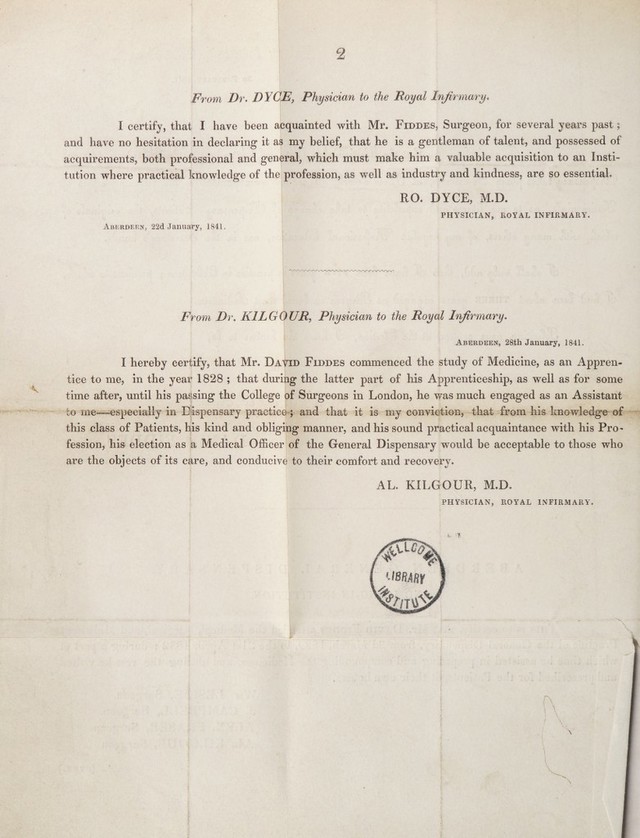 2
From Dr. DYCE, Physician to the Royal Infirmary.
I certify, that I have been acquainted with Mr. Fiddes, Surgeon, for several years past;
and have no hesitation in declaring it as my belief, that he is a gentleman of talent, and possessed of
acquirements, both professional and general, which must make him a valuable acquisition to an Insti-
tution where practical knowledge of the profession, as well as industry and kindness, are so essential.
RO. DYCE, M.D.
PHYSICIAN, ROYAL INFIRMARY.
Aberdeen, 22d January, 1841.
From Dr. KILGOUR, Physician to the Royal Infirmary.
Aberdeen, 28th January, 1841.
I hereby certify, that Mr. David Fiddes commenced the study of Medicine, as an Appren-
tice to me, in the year 1828; that during the latter part of his Apprenticeship, as well as for some
time after, until his passing the College of Surgeons in London, he was much engaged as an Assistant
to me—especially in Dispensary practice; and that it is my conviction, that from his knowledge of
this class of Patients, his kind and obliging manner, and his sound practical acquaintance with his Pro-
fession, his election as a Medical Officer of the General Dispensary would be acceptable to those who
are the objects of its care, and conducive to their comfort and recovery.
AL. KILGOUR, M.D.
PHYSICIAN, ROYAL INFIRMARY.
WELLCOME
LIBRARY
INSTITUTE